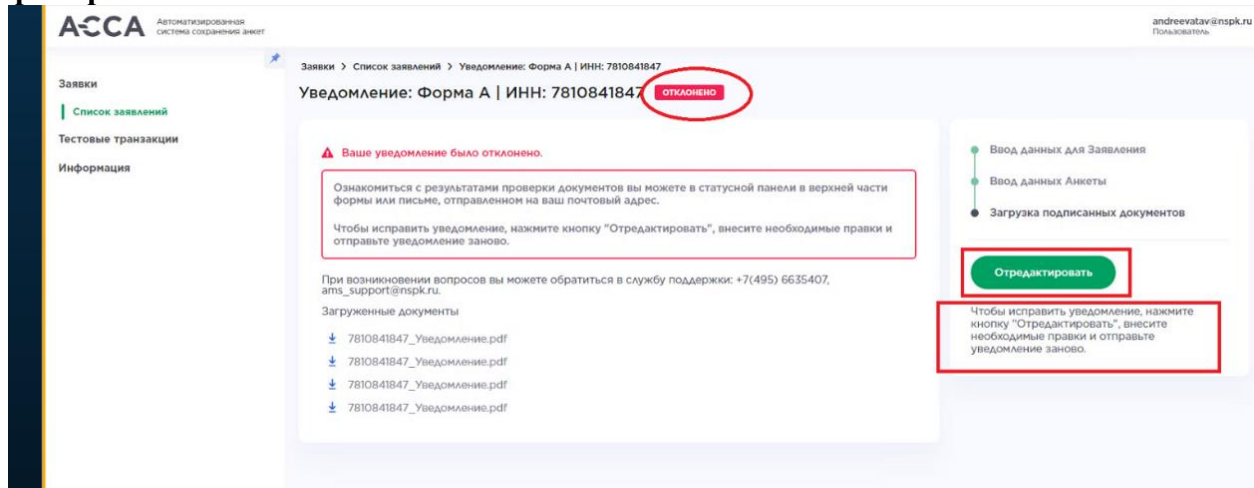 АССА
Автоматизированная
система сохранения анкет
andreevatav@nspk.ru
Пользователь
Заявки > Список заявлений > Уведомление: Форма А | ИНН: 7810841847
Уведомление: Форма А | ИНН: 7810841847 ОТКЛОНЕНО
Заявки
Список заявлений
Тестовые транзакции
Информация
Ваше уведомление было отклонено.
Ознакомиться с результатами проверки документов вы можете в статусной панели в верхней части
формы или письме, отправленном на ваш почтовый адрес.
Чтобы исправить уведомление, нажмите кнопку "Отредактировать", внесите необходимые правки и
отправьте уведомление заново.
При возникновении вопросов вы можете обратиться в службу поддержки: +7(495) 6635407,
ams_support@nspk.ru.
Загруженные документы
7810841847_Уведомление.pdf
7810841847_Уведомление.pdf
7810841847_Уведомление.pdf
7810841847_Уведомление.pdf
Ввод данных для Заявления
Ввод данных Анкеты
Загрузка подписанных документов
Отредактировать
Чтобы исправить уведомление, нажмите
кнопку "Отредактировать", внесите
необходимые правки и отправьте
уведомление заново.